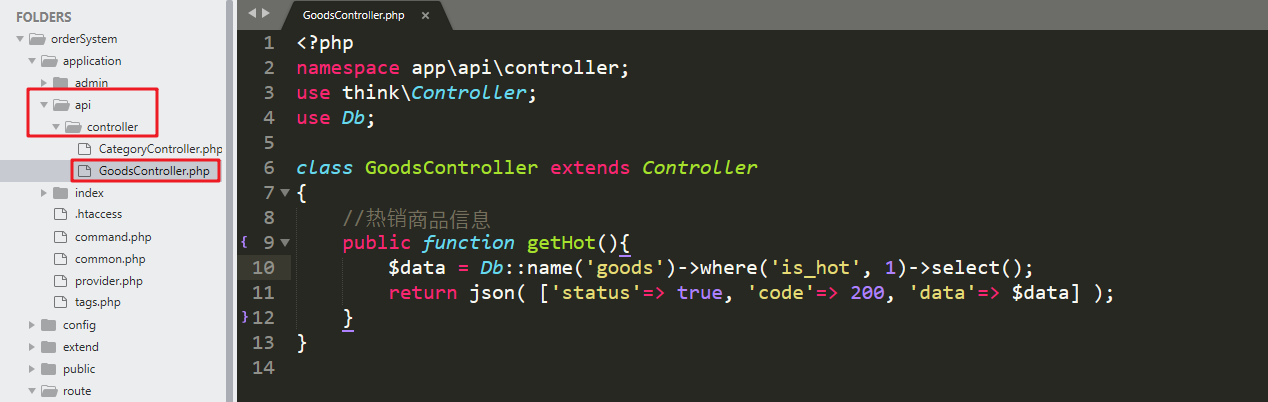 FOLDERS
orderSystem
application
admin
api
controller
CategoryController.php
GoodsController.php
index
.htaccess
command.php
common.php
provider.php
tags.php
config
extend
public
route
GoodsController.php ×
1 <?php
2 namespace app\api\controller;
3 use think\Controller;
4 use Db;
5
6 class GoodsController extends Controller
7 {
8 //热销商品信息
9 public function getHot(){
10 $data = Db::name('goods')->where('is_hot', 1)->select();
11 return json( ['status'=> true, 'code'=> 200, 'data'=> $data] );
12 }
13 }
14